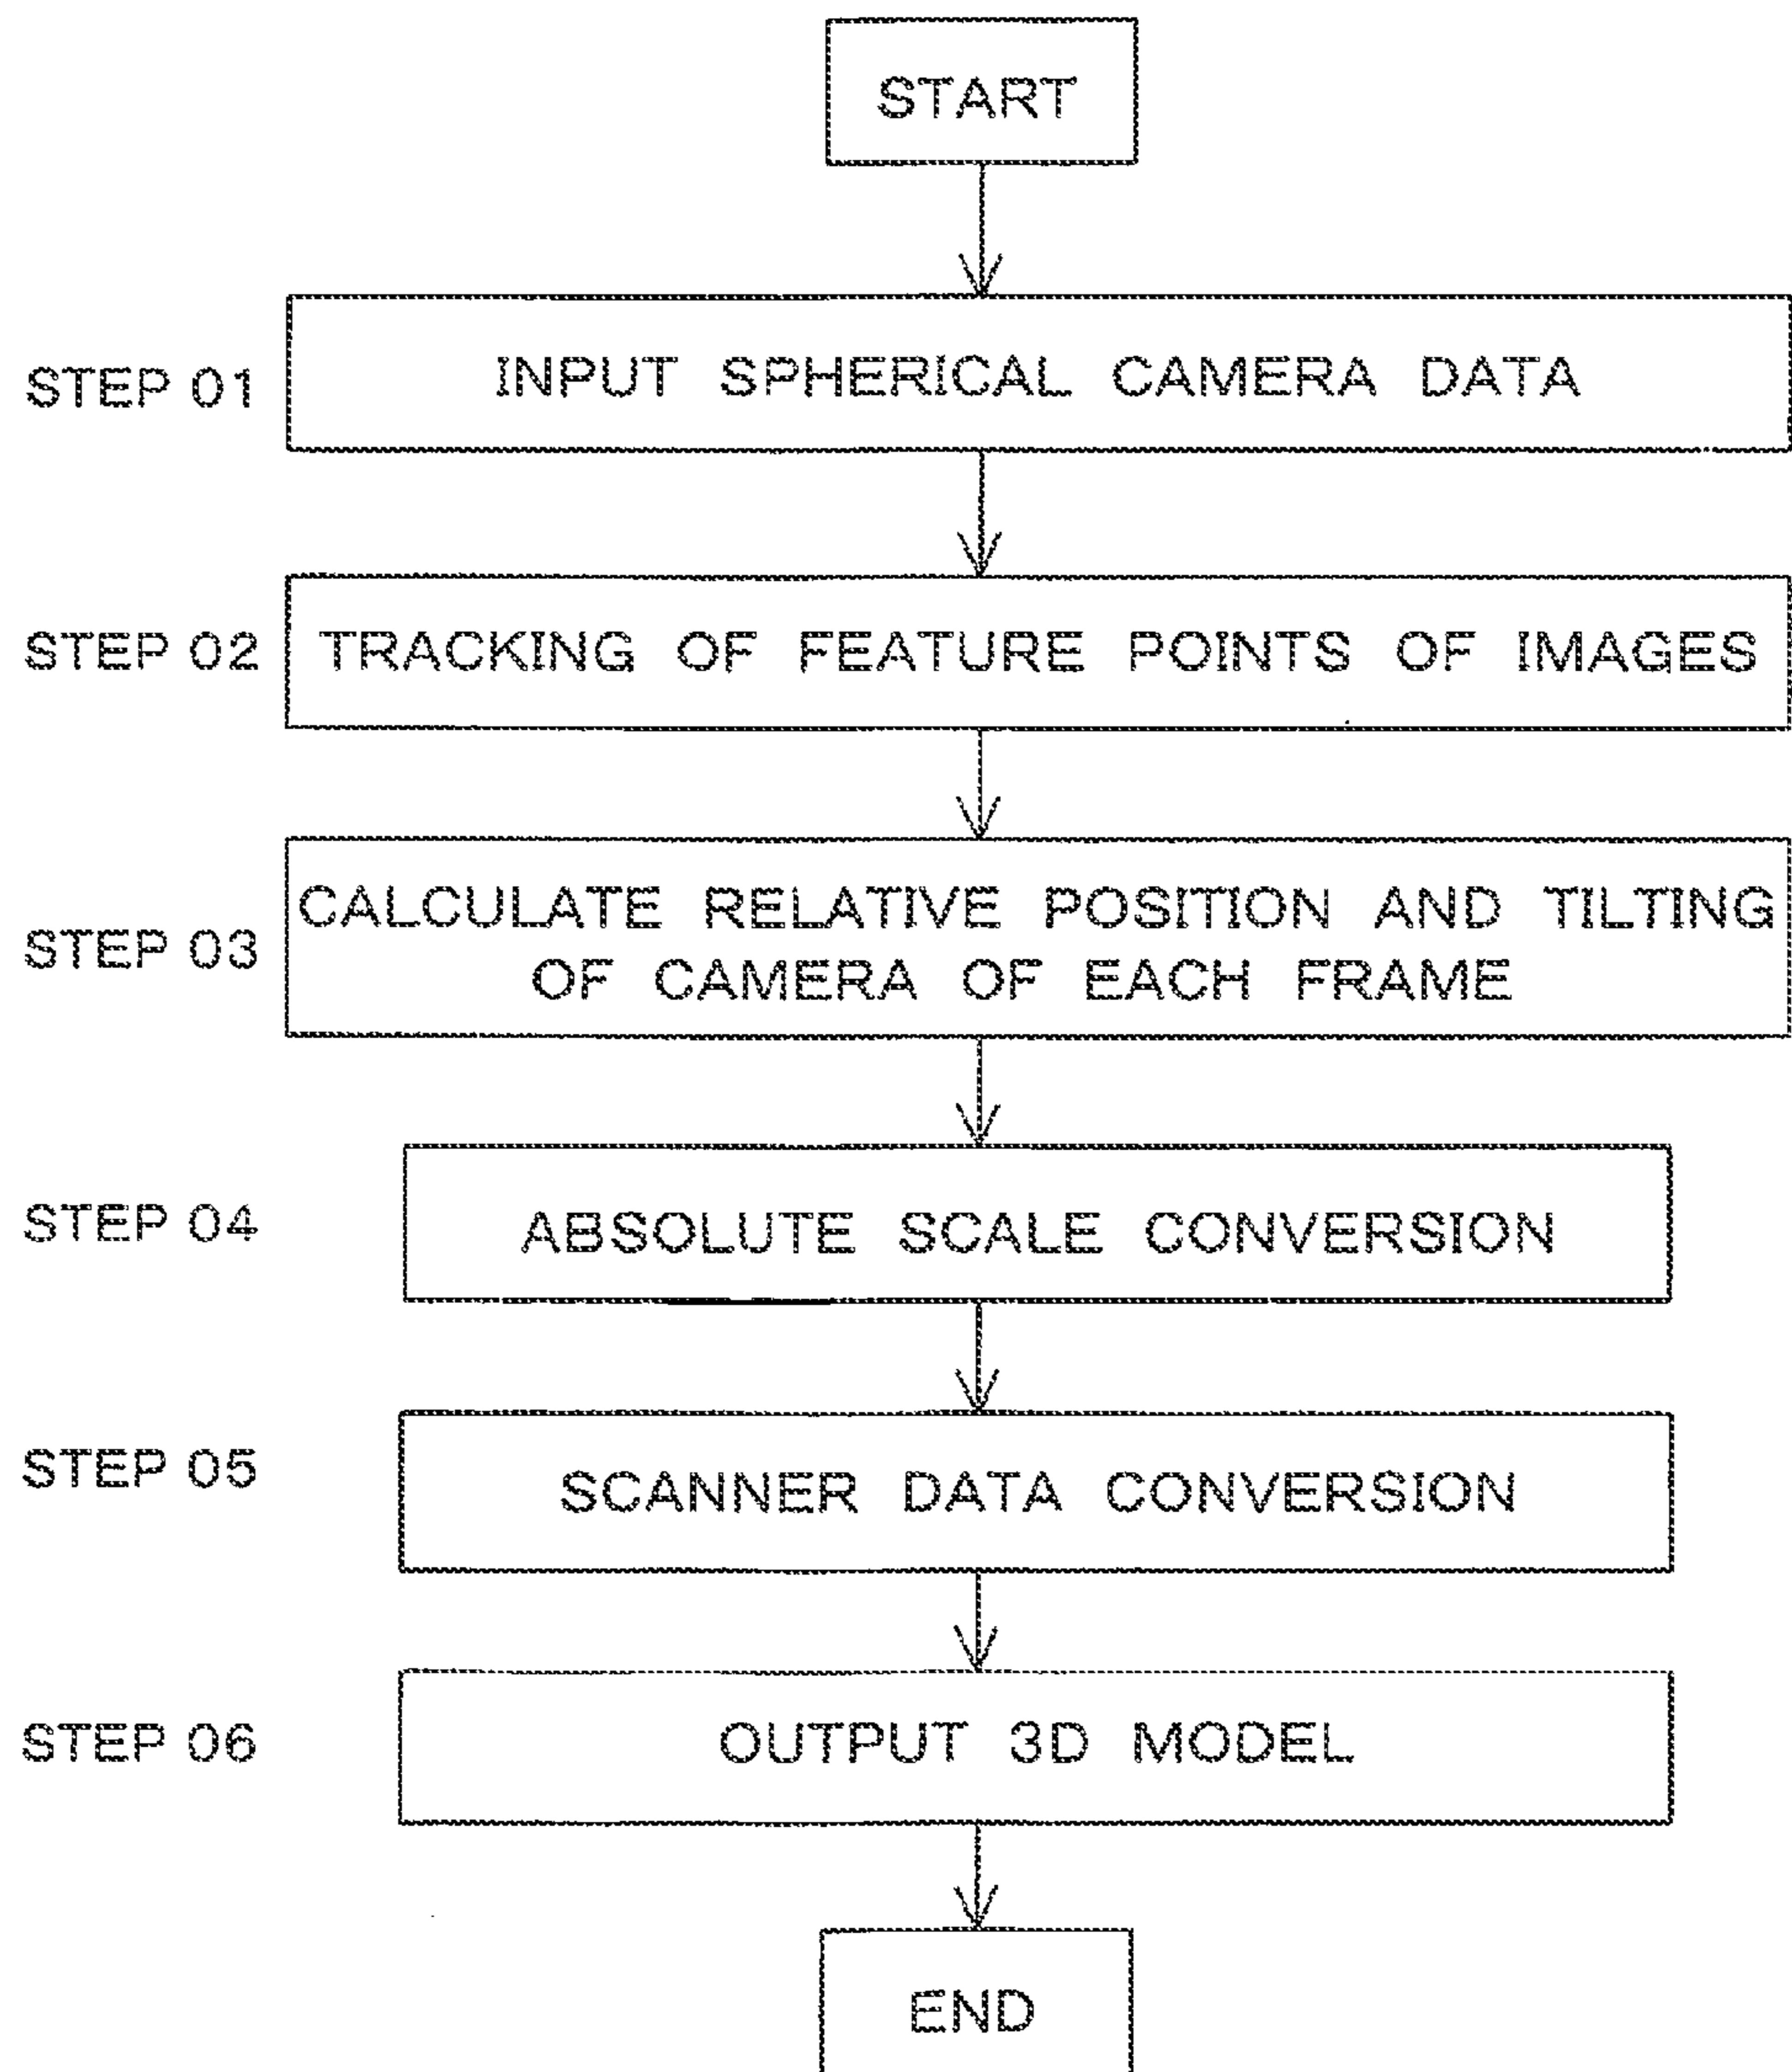 START
STEP 01
INPUT SPHERICAL CAMERA DATA
STEP 02
TRACKING OF FEATURE POINTS OF IMAGES
STEP 03
CALCULATE RELATIVE POSITION AND TILTING
OF CAMERA OF EACH FRAME
STEP 04
ABSOLUTE SCALE CONVERSION
STEP 05
SCANNER DATA CONVERSION
STEP 06
OUTPUT 3D MODEL
END